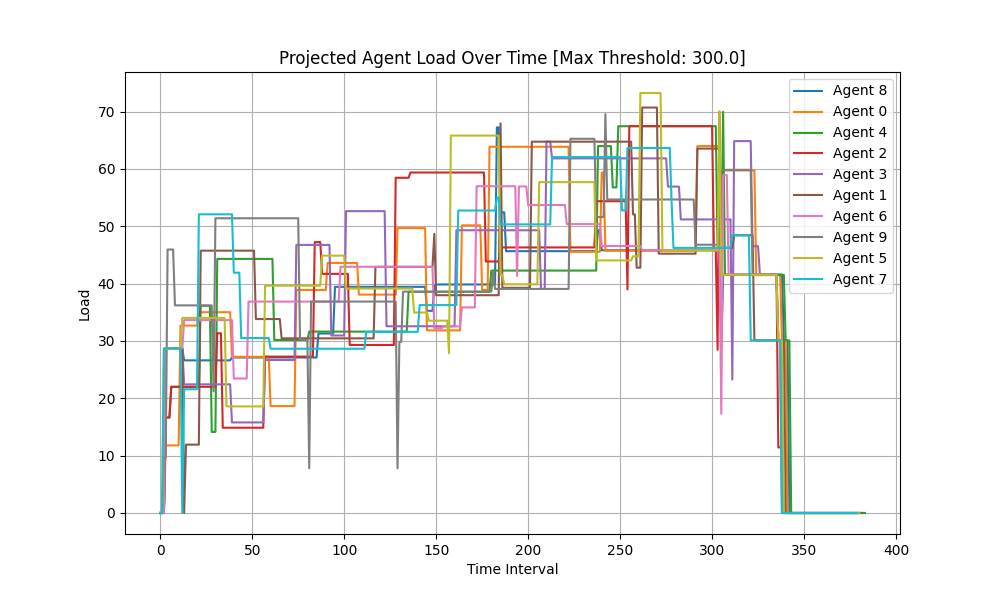 Projected Agent Load Over Time [Max Threshold: 300.0]
Load
70
60
50
40
30
20
10
0
0
50
100
150
200
250
300
350
400
Time Interval
Agent 8
Agent 0
Agent 4
Agent 2
Agent 3
Agent 1
Agent 6
Agent 9
Agent 5
Agent 7